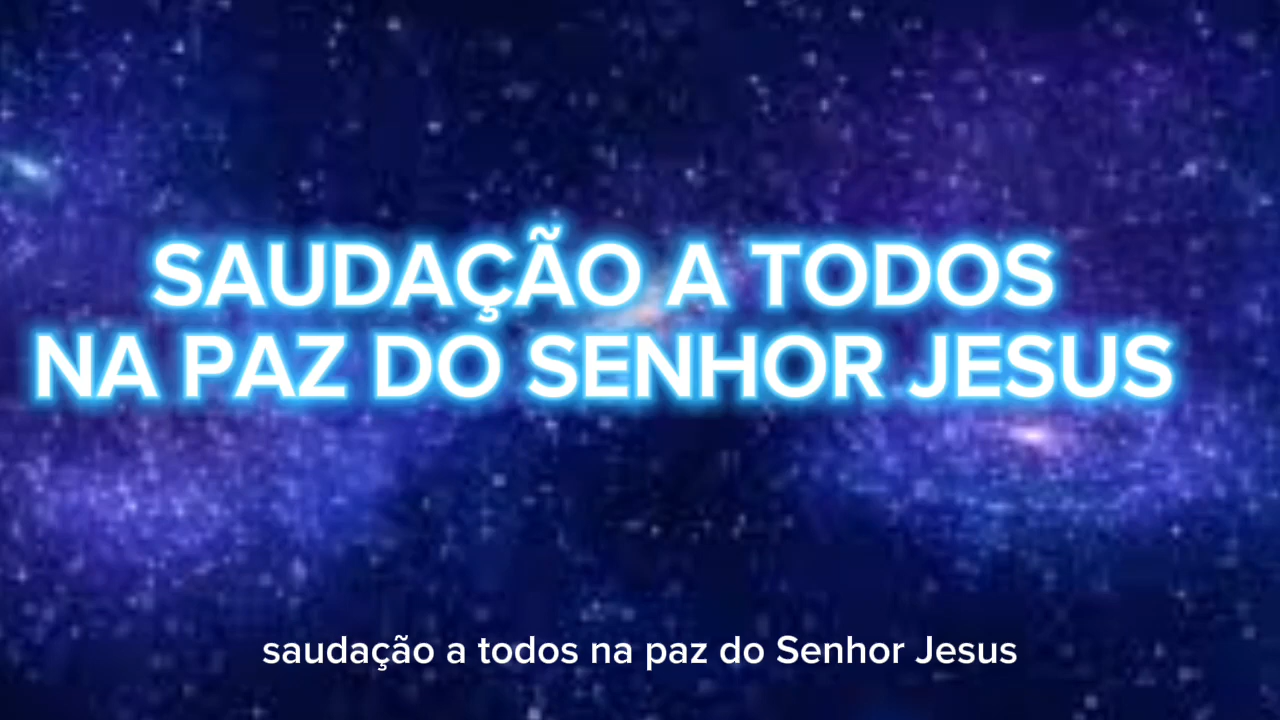 SAUDAÇÃO A TODOS
NA PAZ DO SENHOR JESUS
saudação a todos na paz do Senhor Jesus